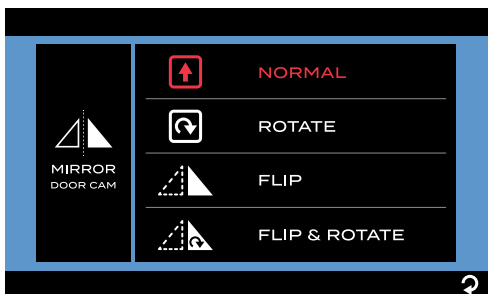 MIRROR
DOOR CAM
NORMAL
ROTATE
FLIP
FLIP & ROTATE